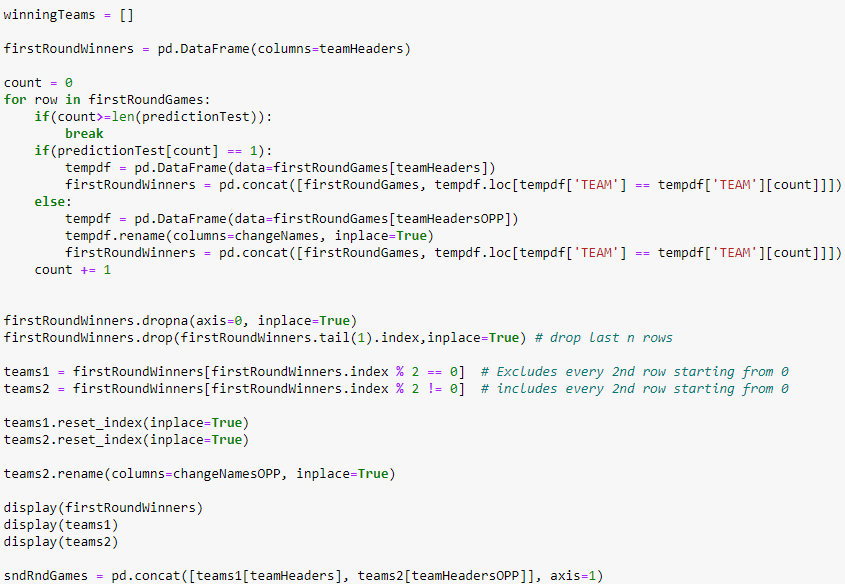 winningTeams = []
firstRoundWinners = pd.DataFrame(columns=teamHeaders)
count = 0
for row in firstRoundGames:
    if(count>=len(predictionTest)):
        break
    if(predictionTest[count] == 1):
        tempdf = pd.DataFrame(data=firstRoundGames[teamHeaders])
        firstRoundWinners = pd.concat([firstRoundGames, tempdf.loc[tempdf['TEAM'] == tempdf['TEAM'][count]]])
    else:
        tempdf = pd.DataFrame(data=firstRoundGames[teamHeadersOPP])
        tempdf.rename(columns=changeNames, inplace=True)
        firstRoundWinners = pd.concat([firstRoundGames, tempdf.loc[tempdf['TEAM'] == tempdf['TEAM'][count]]])
    count += 1
firstRoundWinners.dropna(axis=0, inplace=True)
firstRoundWinners.drop(firstRoundWinners.tail(1).index,inplace=True) # drop last n rows
teams1 = firstRoundWinners[firstRoundWinners.index % 2 == 0]  # Excludes every 2nd row starting from 0
teams2 = firstRoundWinners[firstRoundWinners.index % 2 != 0]  # includes every 2nd row starting from 0
teams1.reset_index(inplace=True)
teams2.reset_index(inplace=True)
teams2.rename(columns=changeNamesOPP, inplace=True)
display(firstRoundWinners)
display(teams1)
display(teams2)
sndRndGames = pd.concat([teams1[teamHeaders], teams2[teamHeadersOPP]], axis=1)